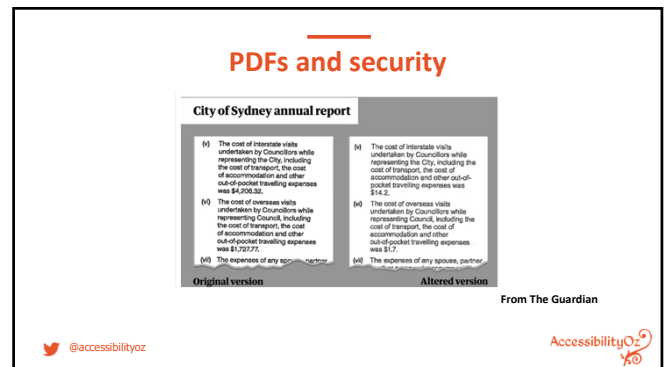 PDFs and security
City of Sydney annual report
(v) The cost of interstate visits
undertaken by Councillors while
representing the City, including
the cost of transport, the cost
of accommodation and other
out-of-pocket travelling expenses
was $4,206.32.
(vi) The cost of overseas visits
undertaken by Councillors while
representing Council, including
the cost of transport, the cost
of accommodation and other
out-of-pocket travelling expenses
was $1,727.77.
(vii) The expenses of any spouse, partner
Original version
(v) The cost of interstate visits
undertaken by Councillors while
representing the City, including the
cost of transport, the cost of
accommodation and other out-of-
pocket travelling expenses was
$14.2.
(vi) The cost of overseas visits
undertaken by Councillors while
representing Council, including the
cost of transport, the cost of
accommodation and other
out-of-pocket travelling expenses
was $1.7.
(vii) The expenses of any spouse, partner
Altered version
From The Guardian
@accessibilityoz
AccessibilityOz